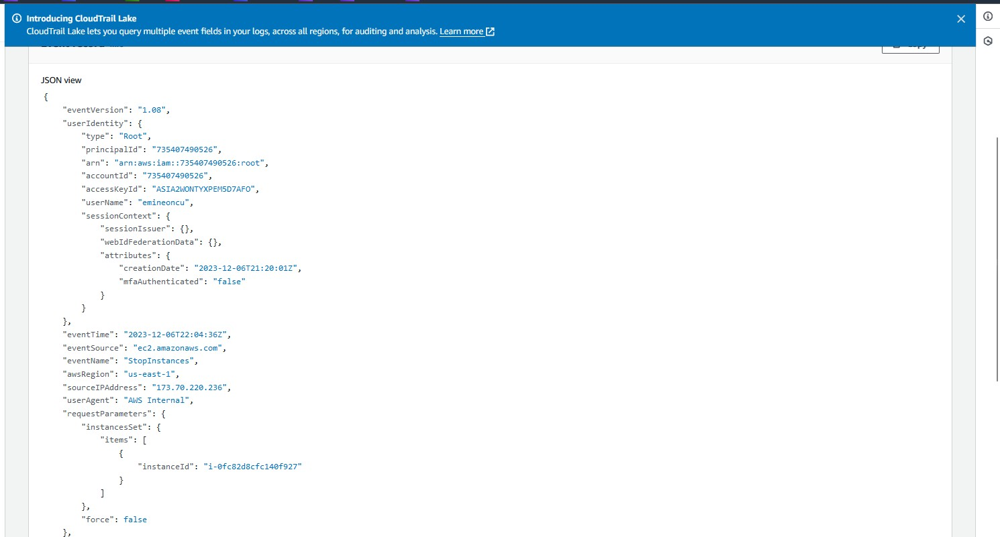 Introducing CloudTrail Lake
CloudTrail Lake lets you query multiple event fields in your logs, across all regions, for auditing and analysis. Learn more
JSON view
{
"eventVersion": "1.08",
"userIdentity": {
"type": "Root",
"principalId": "735407490526",
"arn": "arn:aws:iam::735407490526:root",
"accountId": "735407490526",
"accessKeyId": "ASIA2WONTYXPEM5D7AFO",
"userName": "emineoncu",
"sessionContext": {
"sessionIssuer": {},
"webIdFederationData": {},
"attributes": {
"creationDate": "2023-12-06T21:20:01Z",
"mfaAuthenticated": "false"
}
}
},
"eventTime": "2023-12-06T22:04:36Z",
"eventSource": "ec2.amazonaws.com",
"eventName": "StopInstances",
"awsRegion": "us-east-1",
"sourceIPAddress": "173.70.220.236",
"userAgent": "AWS Internal",
"requestParameters": {
"instancesSet": {
"items": [
{
"instanceId": "i-0fc82d8cfc140f927"
}
]
},
"force": false
},